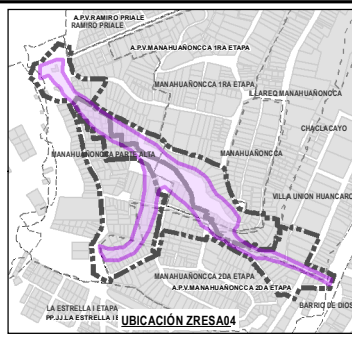 A.P.V.RAMIRO PRIALE
RAMIRO PRIALE
A.P.V.MANAHUAÑONCCA 1RA ETAPA
MANAHUAÑONCCA 1RA ETAPA
LLAREQ MANAHUAÑONCCA
CHACLACAYO
MANAHUAÑONCCA PARTE ALTA
MANAHUAÑONCCA
VILLA UNION HUANCARO
MANAHUAÑONCCA 2DA ETAPA
A.P.V.MANAHUAÑONCCA 2DA ETAPA
LA ESTRELLA I ETAPA
BARRIO DE DIOS
PP.JJ.LA ESTRELLA I E
UBICACIÓN ZRESA04